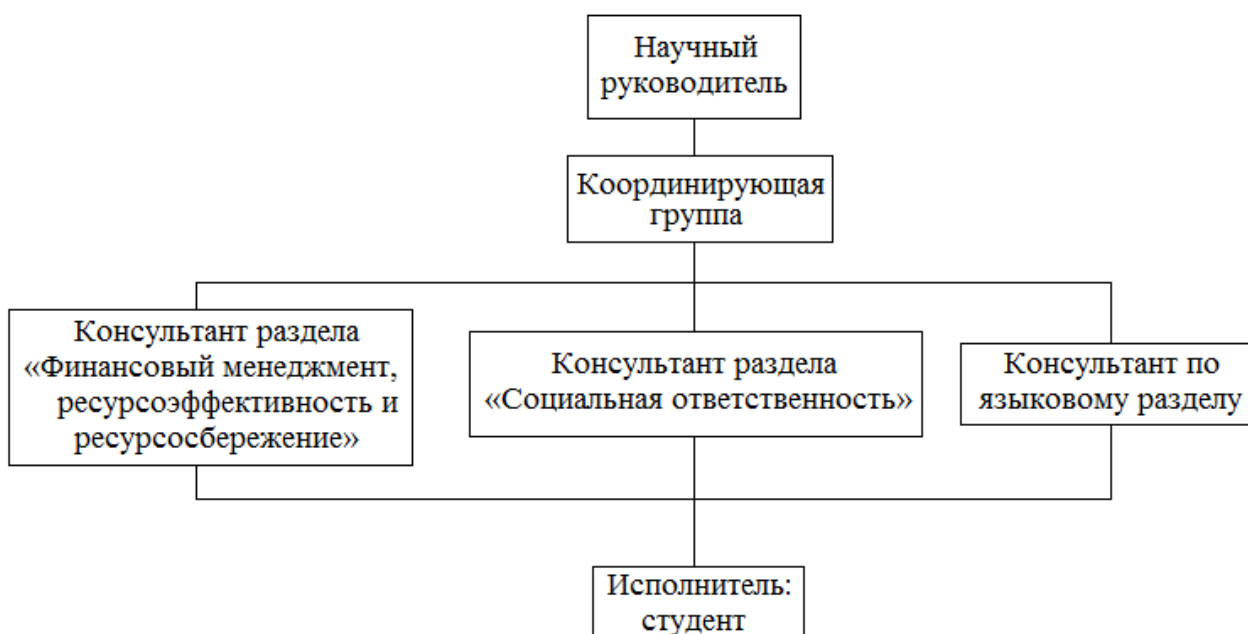 Научный
руководитель
Координирующая
группа
Консультант раздела
«Финансовый менеджмент,
ресурсоэффективность и
ресурсосбережение»
Консультант раздела
«Социальная ответственность»
Консультант по
языковому разделу
Исполнитель:
студент